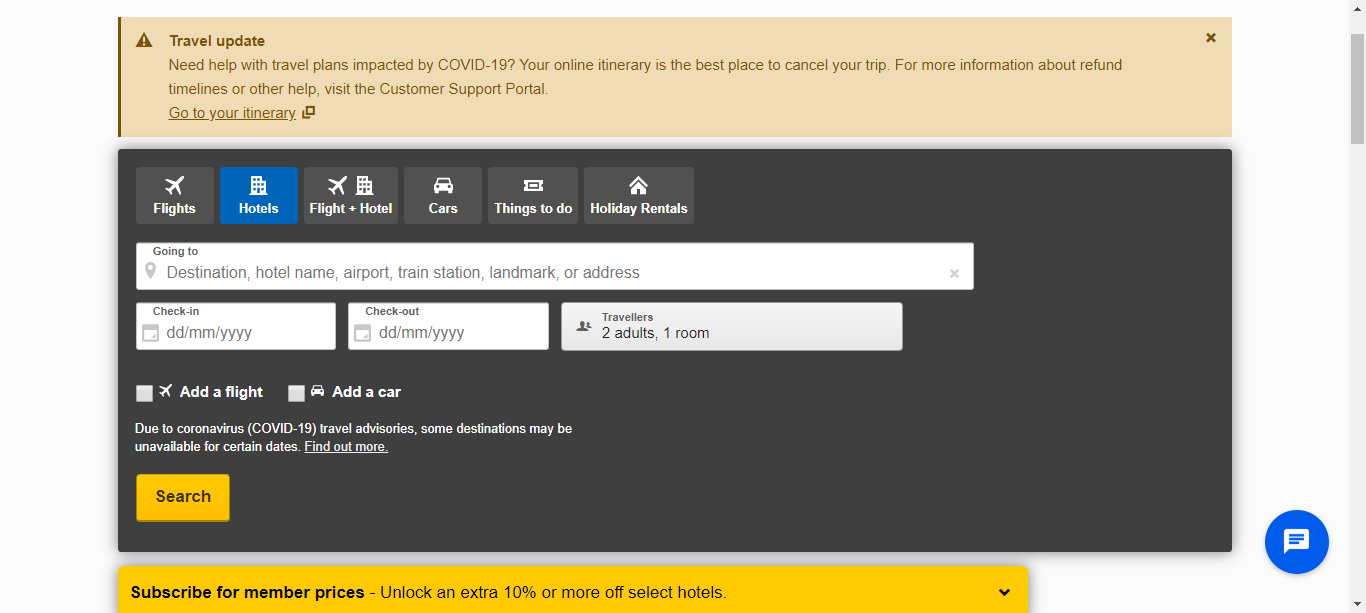 Travel update
Need help with travel plans impacted by COVID-19? Your online itinerary is the best place to cancel your trip. For more information about refund
timelines or other help, visit the Customer Support Portal.
Go to your itinerary
Flights
Hotels
Flight + Hotel
Cars
Things to do
Holiday Rentals
Going to
Destination, hotel name, airport, train station, landmark, or address
Check-in
dd/mm/yyyy
Check-out
dd/mm/yyyy
Travellers
2 adults, 1 room
Add a flight
Add a car
Due to coronavirus (COVID-19) travel advisories, some destinations may be
unavailable for certain dates. Find out more.
Search
Subscribe for member prices - Unlock an extra 10% or more off select hotels.